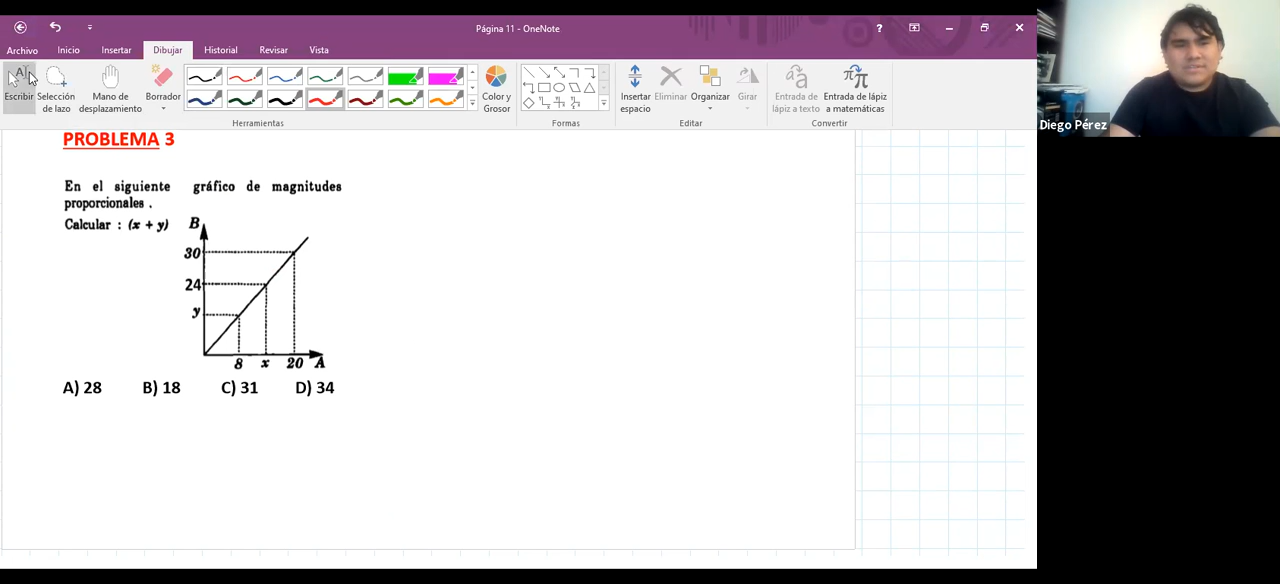 Página 11 - OneNote
?
Archivo Inicio Insertar Dibujar Historial Revisar Vista
Escribir
Selección de lazo
Mano de desplazamiento
Borrador
Color y Grosor
Insertar espacio
Eliminar
Organizar
Girar
Entrada de lápiz a texto
Entrada de lápiz a matemáticas
Herramientas
Formas
Editar
Convertir
Diego Pérez
PROBLEMA 3
En el siguiente gráfico de magnitudes
proporcionales .
Calcular : (x + y)
B
30
24
y
8 x 20 A
A) 28 B) 18 C) 31 D) 34